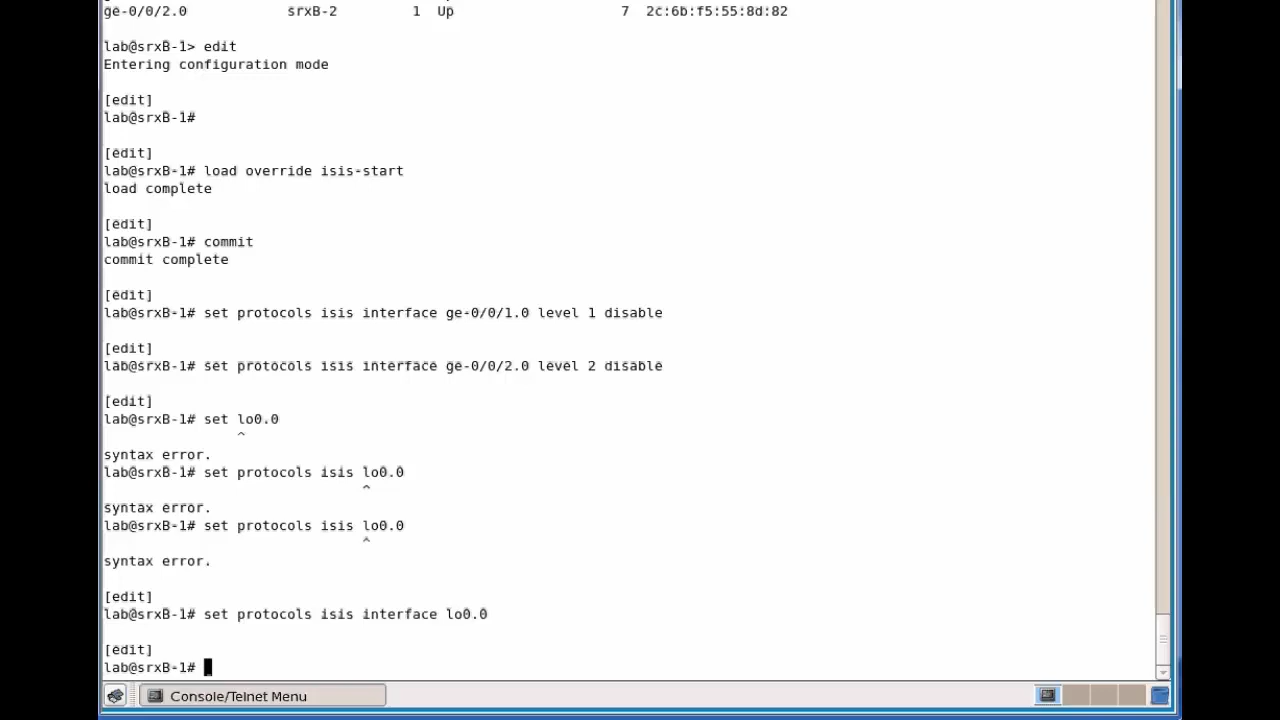 ge-0/0/2.0 srxB-2 1 Up 7 2c:6b:f5:55:8d:82
lab@srxB-1> edit
Entering configuration mode
[edit]
lab@srxB-1#
[edit]
lab@srxB-1# load override isis-start
load complete
[edit]
lab@srxB-1# commit
commit complete
[edit]
lab@srxB-1# set protocols isis interface ge-0/0/1.0 level 1 disable
[edit]
lab@srxB-1# set protocols isis interface ge-0/0/2.0 level 2 disable
[edit]
lab@srxB-1# set lo0.0
^
syntax error.
lab@srxB-1# set protocols isis lo0.0
^
syntax error.
lab@srxB-1# set protocols isis lo0.0
^
syntax error.
[edit]
lab@srxB-1# set protocols isis interface lo0.0
[edit]
lab@srxB-1#
Console/Telnet Menu